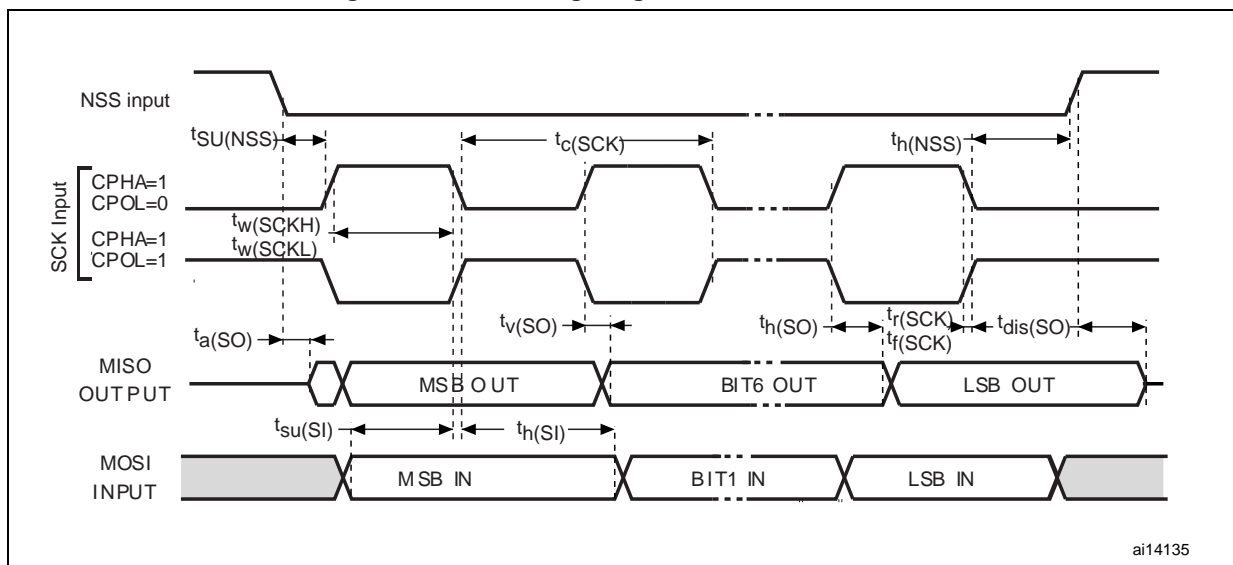 NSS input
tSU(NSS)
tc(SCK)
th(NSS)
SCK Input
CPHA=1
CPOL=0
tw(SCKH)
tw(SCKL)
CPHA=1
CPOL=1
ta(SO)
tv(SO)
th(SO)
tr(SCK)
tf(SCK)
tdis(SO)
MISO
OUTPUT
MSB OUT
BIT6 OUT
LSB OUT
tsu(SI)
th(SI)
MOSI
INPUT
MSB IN
BIT1 IN
LSB IN
ai14135